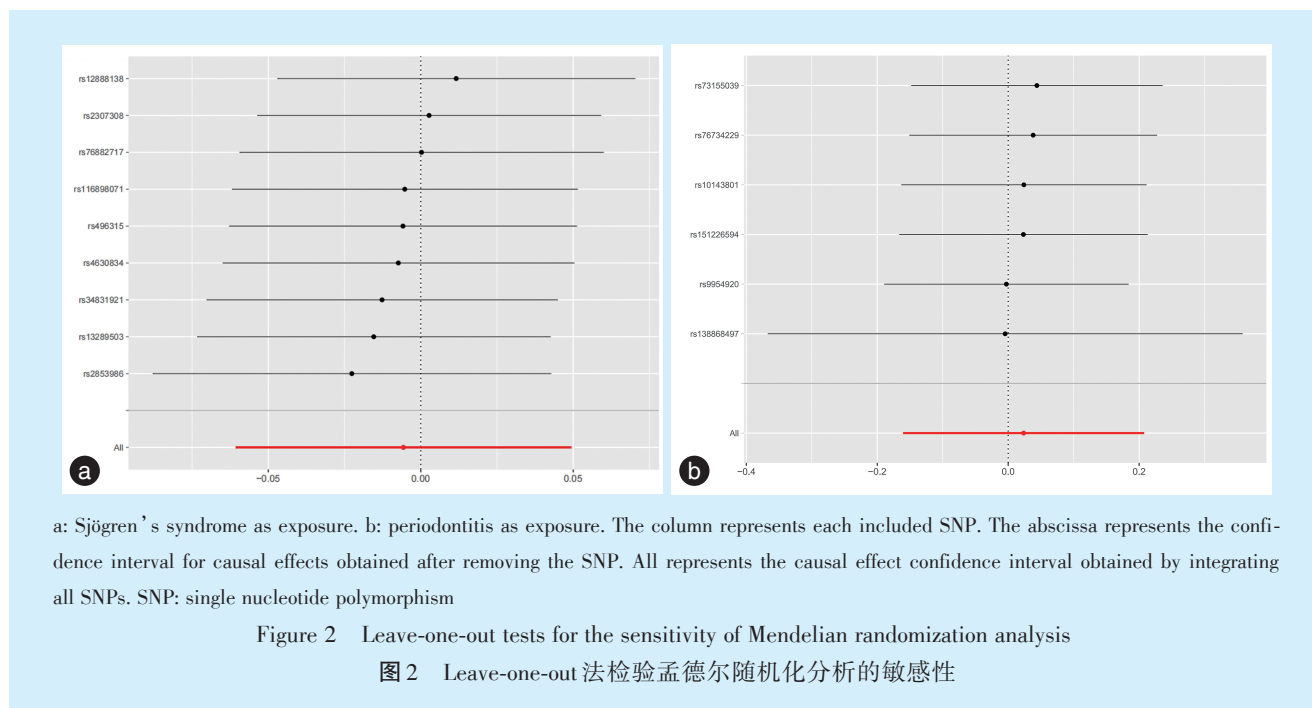 rs12888138
rs2307308
rs76882717
rs116898071
rs496315
rs4630834
rs34831921
rs13289503
rs2853986
All
a
−0.05
0.00
0.05
rs73155039
rs76734229
rs10143801
rs151226594
rs9954920
rs138868497
All
b
−0.4
−0.2
0.0
0.2
a: Sjögren's syndrome as exposure. b: periodontitis as exposure. The column represents each included SNP. The abscissa represents the confi-
dence interval for causal effects obtained after removing the SNP. All represents the causal effect confidence interval obtained by integrating
all SNPs. SNP: single nucleotide polymorphism
Figure 2 Leave-one-out tests for the sensitivity of Mendelian randomization analysis
图2 Leave-one-out法检验孟德尔随机化分析的敏感性